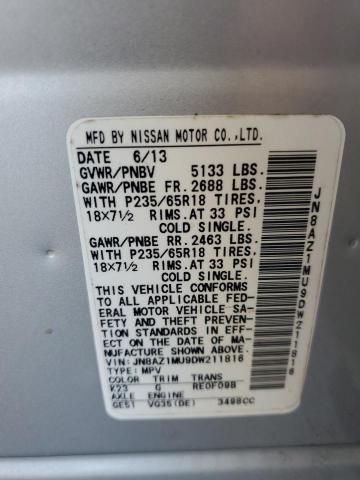 MFD BY NISSAN MOTOR CO.,LTD.
DATE 6/13
GVWR/PNBV 5133 LBS.
GAWR/PNBE FR. 2688 LBS.
WITH P235/65R18 TIRES,
18x7½ RIMS.AT 33 PSI
COLD SINGLE.
GAWR/PNBE RR. 2463 LBS.
WITH P235/65R18 TIRES,
18x7½ RIMS.AT 33 PSI
COLD SINGLE.
THIS VEHICLE CONFORMS
TO ALL APPLICABLE FED-
ERAL MOTOR VEHICLE SA-
FETY AND THEFT PREVEN-
TION STANDARDS IN EFF-
ECT ON THE DATE OF MA-
NUFACTURE SHOWN ABOVE.
VIN: JN8AZ1MU9DW211816
TYPE: MPV
COLOR TRIM TRANS
K23 G RE0F09B
AXLE ENGINE
GE51 VQ35(DE) 3498CC
JN8AZ1MU9DW211816